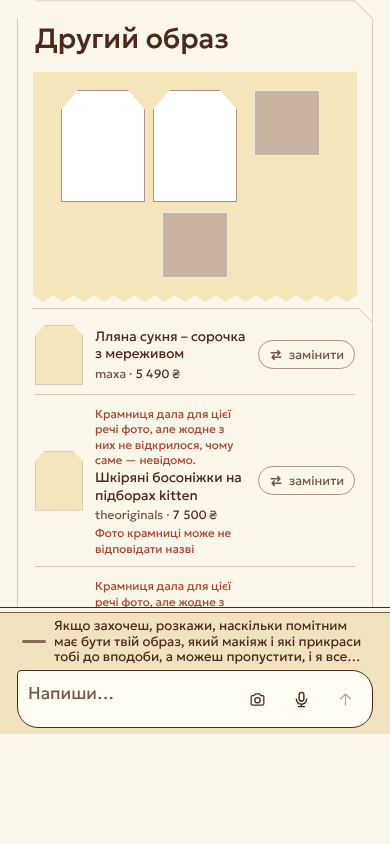 Другий образ
Лляна сукня – сорочка
з мереживом
maxa · 5 490 ₴
замінити
Крамниця дала для цієї
речі фото, але жодне з
них не відкрилося, чому
саме — невідомо.
Шкіряні босоніжки на
підборах kitten
theoriginals · 7 500 ₴
Фото крамниці може не
відповідати назві
замінити
Крамниця дала для цієї
речі фото, але жодне з
Якщо захочеш, розкажи, наскільки помітним
має бути твій образ, який макіяж і які прикраси
тобі до вподоби, а можеш пропустити, і я все...
Напиши...